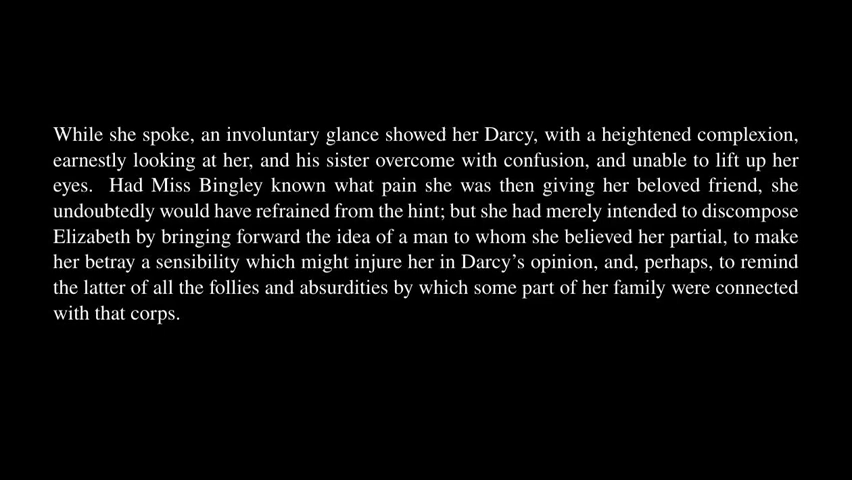 While she spoke, an involuntary glance showed her Darcy, with a heightened complexion,
earnestly looking at her, and his sister overcome with confusion, and unable to lift up her
eyes. Had Miss Bingley known what pain she was then giving her beloved friend, she
undoubtedly would have refrained from the hint; but she had merely intended to discompose
Elizabeth by bringing forward the idea of a man to whom she believed her partial, to make
her betray a sensibility which might injure her in Darcy’s opinion, and, perhaps, to remind
the latter of all the follies and absurdities by which some part of her family were connected
with that corps.